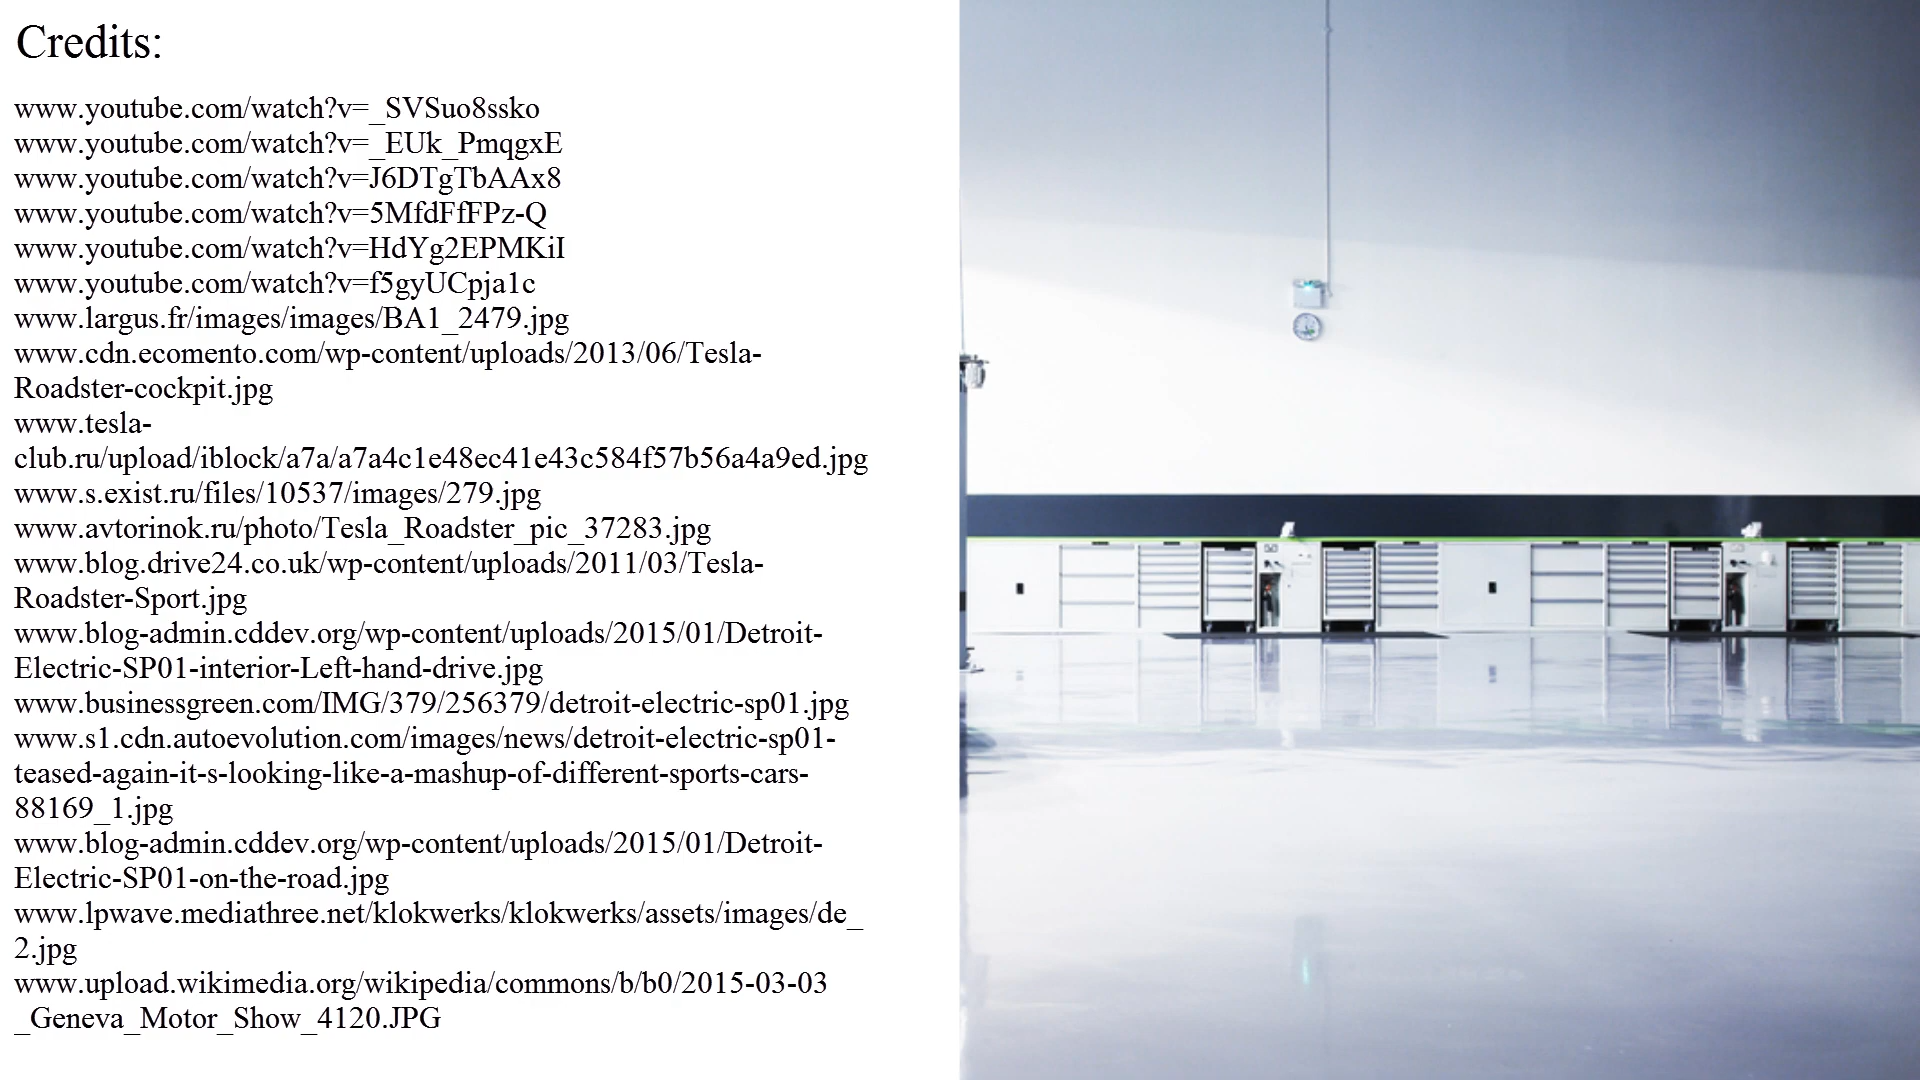 Credits:
www.youtube.com/watch?v=_SVSuo8ssko
www.youtube.com/watch?v=_EUk_PmqgxE
www.youtube.com/watch?v=J6DTgTbAAx8
www.youtube.com/watch?v=5MfdFfFPz-Q
www.youtube.com/watch?v=HdYg2EPMKiI
www.youtube.com/watch?v=f5gyUCpja1c
www.largus.fr/images/images/BA1_2479.jpg
www.cdn.ecomento.com/wp-content/uploads/2013/06/Tesla-
Roadster-cockpit.jpg
www.tesla-
club.ru/upload/iblock/a7a/a7a4c1e48ec41e43c584f57b56a4a9ed.jpg
www.s.exist.ru/files/10537/images/279.jpg
www.avtorinok.ru/photo/Tesla_Roadster_pic_37283.jpg
www.blog.drive24.co.uk/wp-content/uploads/2011/03/Tesla-
Roadster-Sport.jpg
www.blog-admin.cddev.org/wp-content/uploads/2015/01/Detroit-
Electric-SP01-interior-Left-hand-drive.jpg
www.businessgreen.com/IMG/379/256379/detroit-electric-sp01.jpg
www.s1.cdn.autoevolution.com/images/news/detroit-electric-sp01-
teased-again-it-s-looking-like-a-mashup-of-different-sports-cars-
88169_1.jpg
www.blog-admin.cddev.org/wp-content/uploads/2015/01/Detroit-
Electric-SP01-on-the-road.jpg
www.lpwave.mediathree.net/klokwerks/klokwerks/assets/images/de_
2.jpg
www.upload.wikimedia.org/wikipedia/commons/b/b0/2015-03-03
_Geneva_Motor_Show_4120.JPG